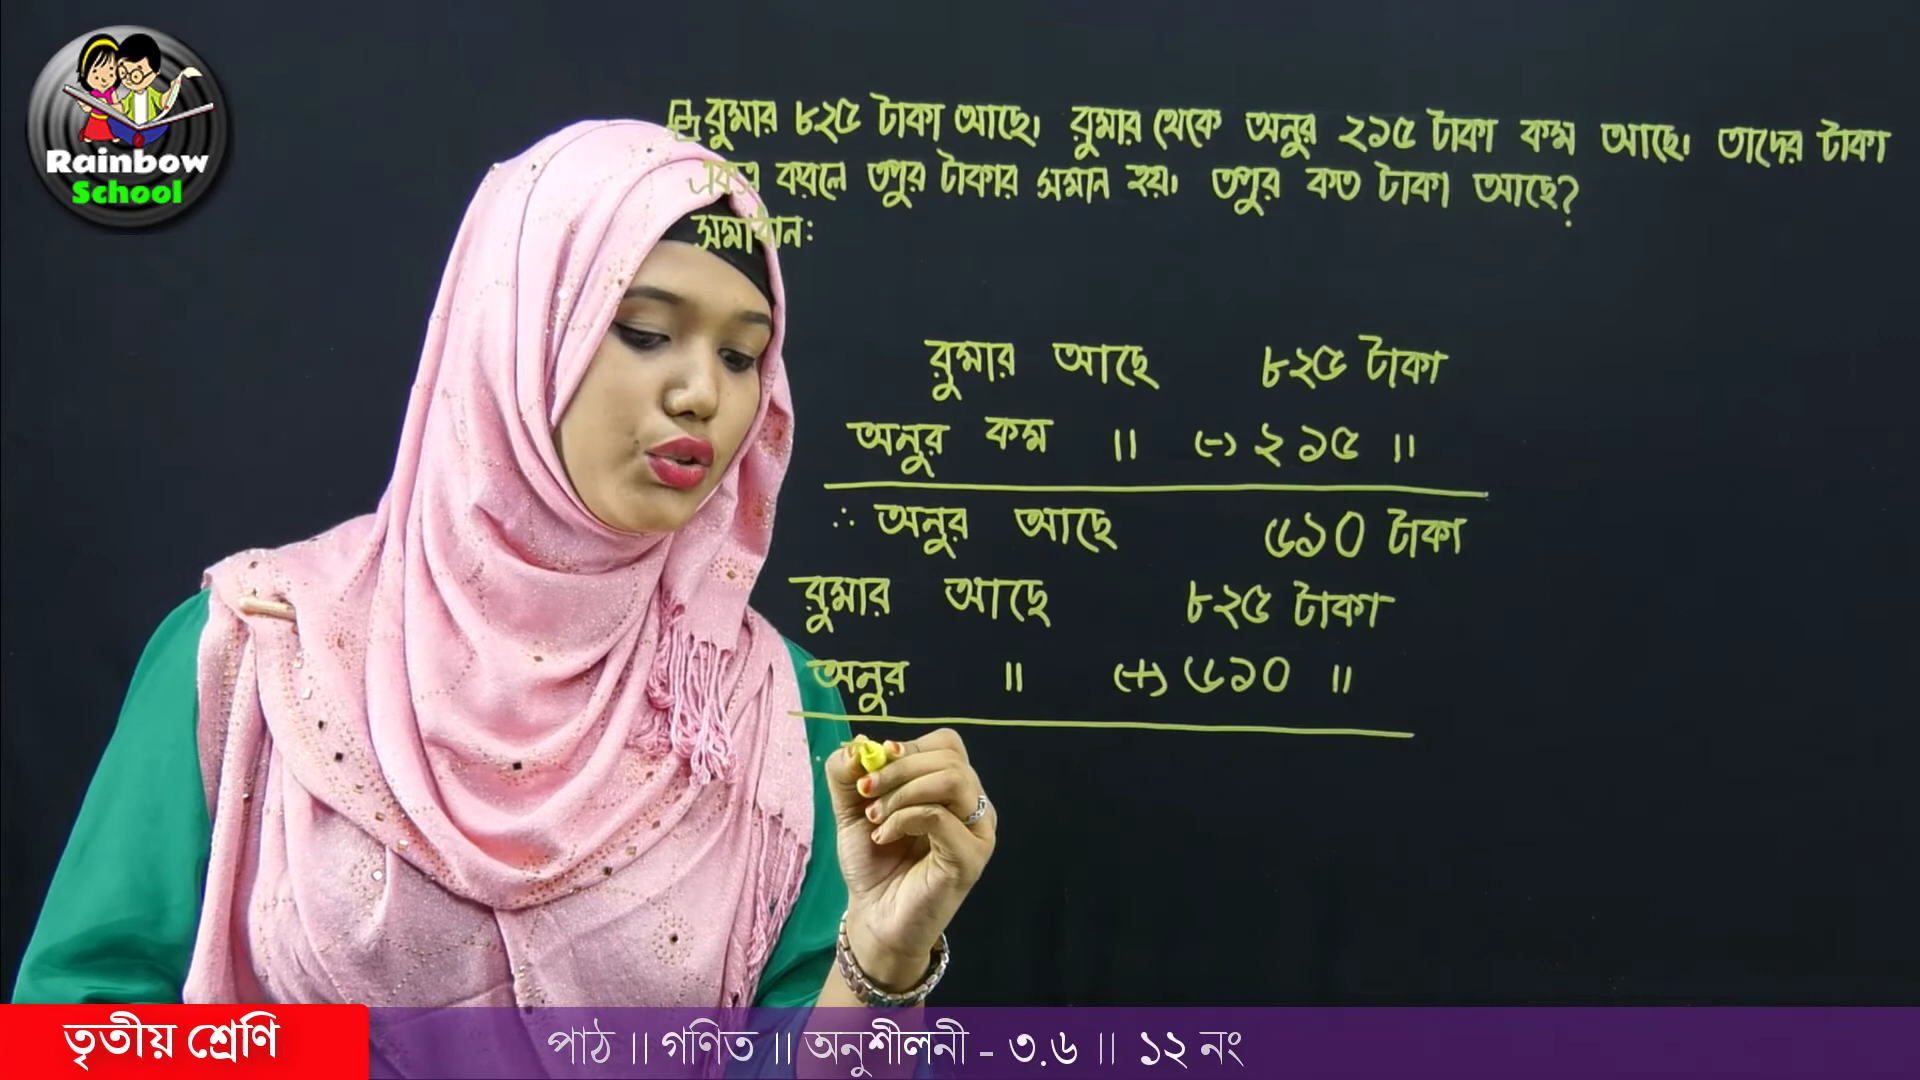 Rainbow
School
রুমার ৮২৫ টাকা আছে। রুমার থেকে অনুর ২১৫ টাকা কম আছে। তাদের টাকা
একত্র করলে তপুর টাকার সমান হয়। তপুর কত টাকা আছে?
সমাধান:
রুমার আছে ৮২৫ টাকা
অনুর কম ॥ (-) ২১৫ ॥
∴ অনুর আছে ৬১০ টাকা
রুমার আছে ৮২৫ টাকা
অনুর ॥ (+) ৬১০ ॥
তৃতীয় শ্রেণি
পাঠ ॥ গণিত ॥ অনুশীলনী - ৩.৬ ॥ ১২ নং